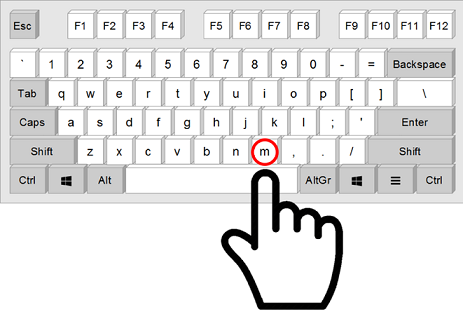 Esc F1 F2 F3 F4 F5 F6 F7 F8 F9 F10 F11 F12
` 1 2 3 4 5 6 7 8 9 0 - = Backspace
Tab q w e r t y u i o p [ ] \
Caps a s d f g h j k l ; ' Enter
Shift z x c v b n m , . / Shift
Ctrl Alt AltGr Ctrl